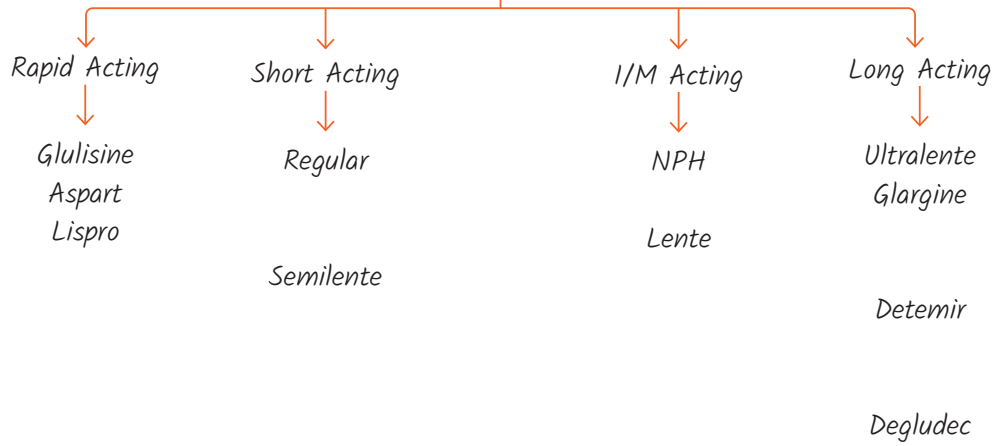 Rapid Acting
Glulisine
Aspart
Lispro
Short Acting
Regular
Semilente
I/M Acting
NPH
Lente
Long Acting
Ultralente
Glargine
Detemir
Degludec